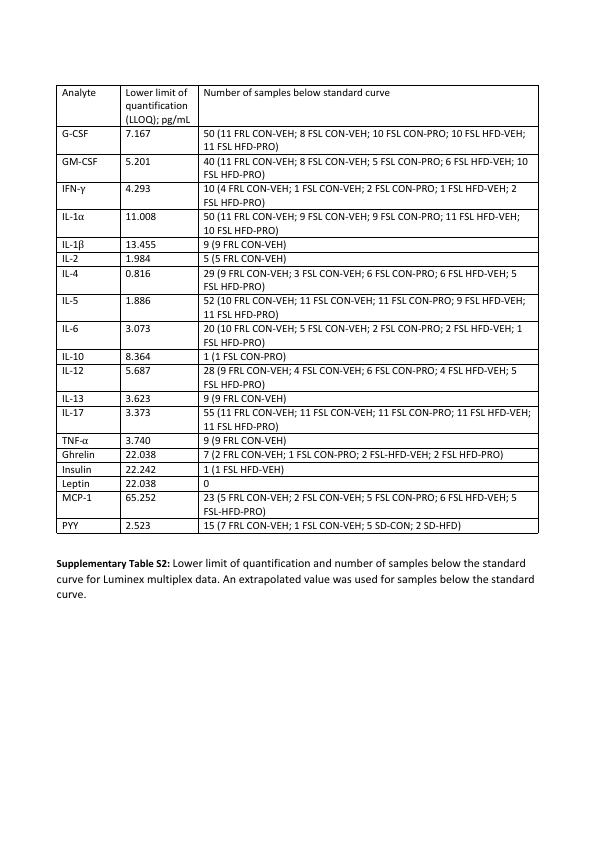 Analyte
Lower limit of
quantification
(LLOQ); pg/mL
Number of samples below standard curve
G-CSF
7.167
50 (11 FRL CON-VEH; 8 FSL CON-VEH; 10 FSL CON-PRO; 10 FSL HFD-VEH;
11 FSL HFD-PRO)
GM-CSF
5.201
40 (11 FRL CON-VEH; 8 FSL CON-VEH; 5 FSL CON-PRO; 6 FSL HFD-VEH; 10
FSL HFD-PRO)
IFN-γ
4.293
10 (4 FRL CON-VEH; 1 FSL CON-VEH; 2 FSL CON-PRO; 1 FSL HFD-VEH; 2
FSL HFD-PRO)
IL-1α
11.008
50 (11 FRL CON-VEH; 9 FSL CON-VEH; 9 FSL CON-PRO; 11 FSL HFD-VEH;
10 FSL HFD-PRO)
IL-1β
13.455
9 (9 FRL CON-VEH)
IL-2
1.984
5 (5 FRL CON-VEH)
IL-4
0.816
29 (9 FRL CON-VEH; 3 FSL CON-VEH; 6 FSL CON-PRO; 6 FSL HFD-VEH; 5
FSL HFD-PRO)
IL-5
1.886
52 (10 FRL CON-VEH; 11 FSL CON-VEH; 11 FSL CON-PRO; 9 FSL HFD-VEH;
11 FSL HFD-PRO)
IL-6
3.073
20 (10 FRL CON-VEH; 5 FSL CON-VEH; 2 FSL CON-PRO; 2 FSL HFD-VEH; 1
FSL HFD-PRO)
IL-10
8.364
1 (1 FSL CON-PRO)
IL-12
5.687
28 (9 FRL CON-VEH; 4 FSL CON-VEH; 6 FSL CON-PRO; 4 FSL HFD-VEH; 5
FSL HFD-PRO)
IL-13
3.623
9 (9 FRL CON-VEH)
IL-17
3.373
55 (11 FRL CON-VEH; 11 FSL CON-VEH; 11 FSL CON-PRO; 11 FSL HFD-VEH;
11 FSL HFD-PRO)
TNF-α
3.740
9 (9 FRL CON-VEH)
Ghrelin
22.038
7 (2 FRL CON-VEH; 1 FSL CON-PRO; 2 FSL-HFD-VEH; 2 FSL HFD-PRO)
Insulin
22.242
1 (1 FSL HFD-VEH)
Leptin
22.038
0
MCP-1
65.252
23 (5 FRL CON-VEH; 2 FSL CON-VEH; 5 FSL CON-PRO; 6 FSL HFD-VEH; 5
FSL-HFD-PRO)
PYY
2.523
15 (7 FRL CON-VEH; 1 FSL CON-VEH; 5 SD-CON; 2 SD-HFD)
Supplementary Table S2: Lower limit of quantification and number of samples below the standard
curve for Luminex multiplex data. An extrapolated value was used for samples below the standard
curve.